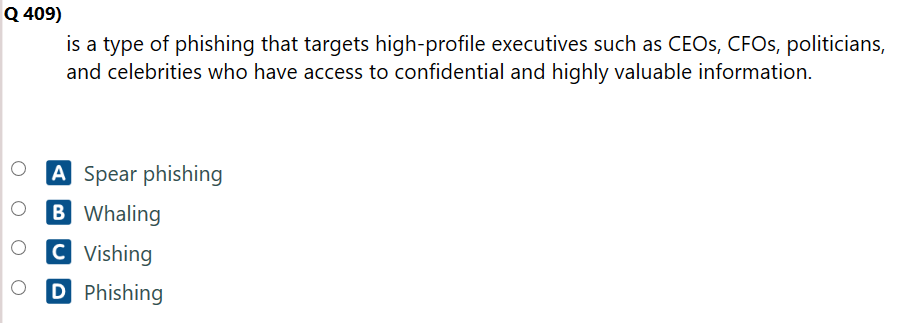 Q 409)
is a type of phishing that targets high-profile executives such as CEOs, CFOs, politicians,
and celebrities who have access to confidential and highly valuable information.
A Spear phishing
B Whaling
C Vishing
D Phishing